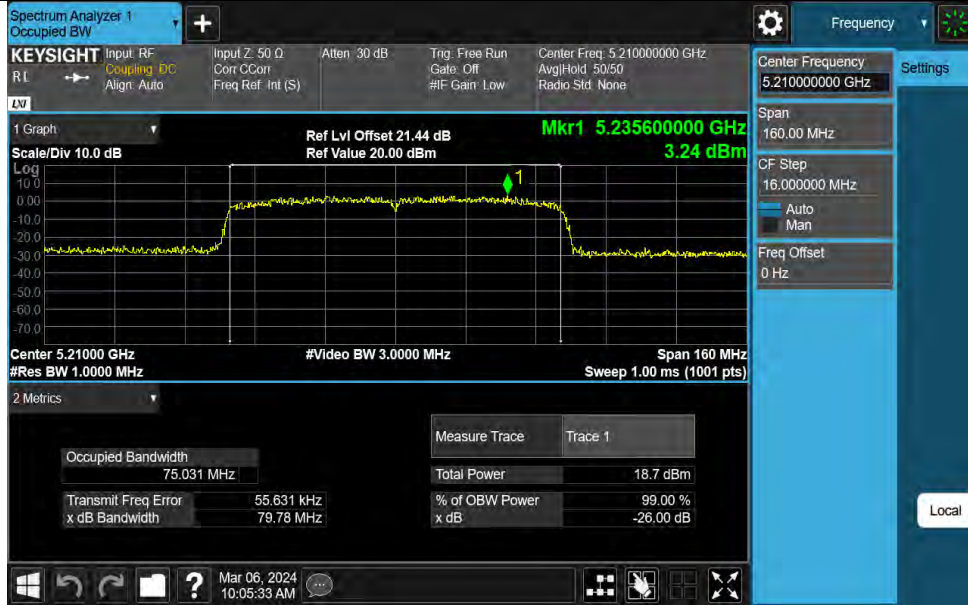 Spectrum Analyzer 1
Occupied BW
Frequency
KEYSIGHT Input: RF Input Z: 50 Ω Atten: 30 dB Trig: Free Run Center Freq: 5.210000000 GHz
Coupling: DC Corr CCorr Gate: Off Avg|Hold: 50/50
Align: Auto Freq Ref: Int (S) #IF Gain: Low Radio Std: None
LXI
Center Frequency
5.210000000 GHz
Settings
Span
160.00 MHz
CF Step
16.000000 MHz
Auto
Man
Freq Offset
0 Hz
1 Graph
Scale/Div 10.0 dB
Ref Lvl Offset 21.44 dB
Ref Value 20.00 dBm
Mkr1 5.235600000 GHz
3.24 dBm
Log
10.0
0.00
-10.0
-20.0
-30.0
-40.0
-50.0
-60.0
-70.0
1
Center 5.21000 GHz #Video BW 3.0000 MHz Span 160 MHz
#Res BW 1.0000 MHz Sweep 1.00 ms (1001 pts)
2 Metrics
Measure Trace Trace 1
Occupied Bandwidth
75.031 MHz
Total Power 18.7 dBm
Transmit Freq Error 55.631 kHz % of OBW Power 99.00 %
x dB Bandwidth 79.78 MHz x dB -26.00 dB
Local
Mar 06, 2024
10:05:33 AM